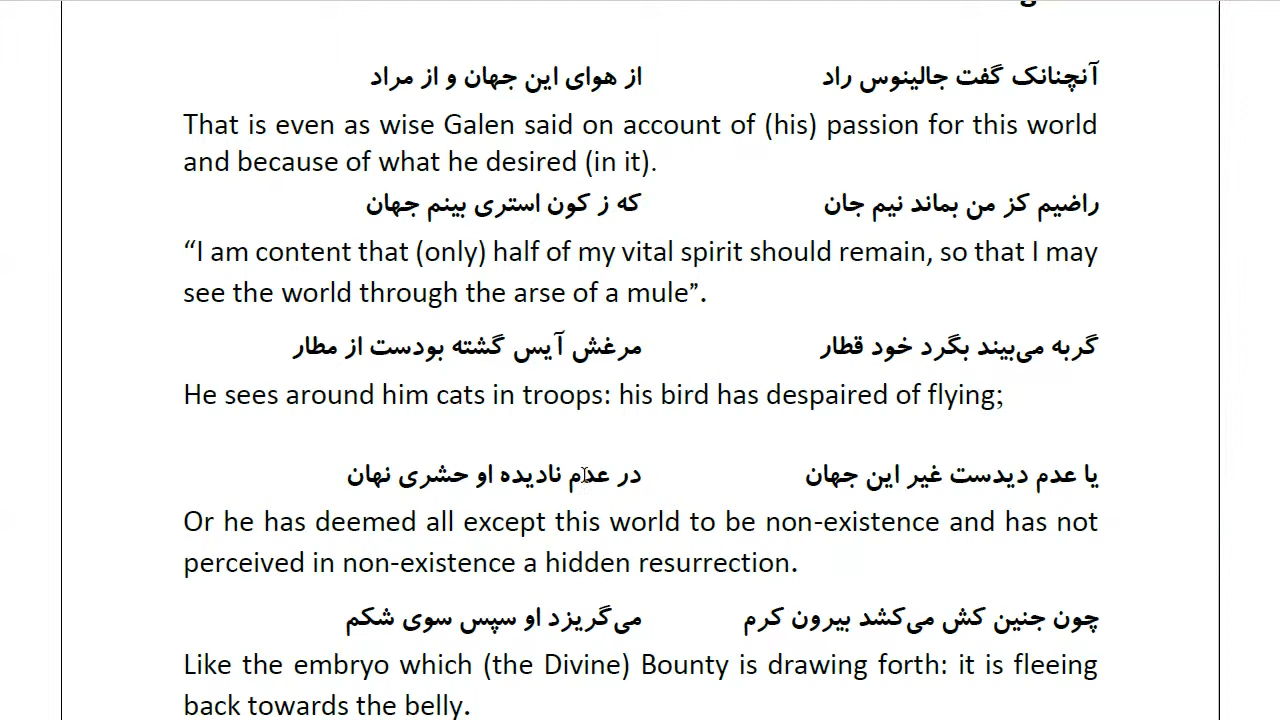 آنچنانک گفت جالینوس راد از هوای این جهان و از مراد
That is even as wise Galen said on account of (his) passion for this world
and because of what he desired (in it).
راضیم کز من بماند نیم جان که ز کون استری بینم جهان
“I am content that (only) half of my vital spirit should remain, so that I may
see the world through the arse of a mule”.
گربه می‌بیند بگرد خود قطار مرغش آیس گشته بودست از مطار
He sees around him cats in troops: his bird has despaired of flying;
یا عدم دیدست غیر این جهان در عدم نادیده او حشری نهان
Or he has deemed all except this world to be non-existence and has not
perceived in non-existence a hidden resurrection.
چون جنین کش می‌کشد بیرون کرم می‌گریزد او سپس سوی شکم
Like the embryo which (the Divine) Bounty is drawing forth: it is fleeing
back towards the belly.